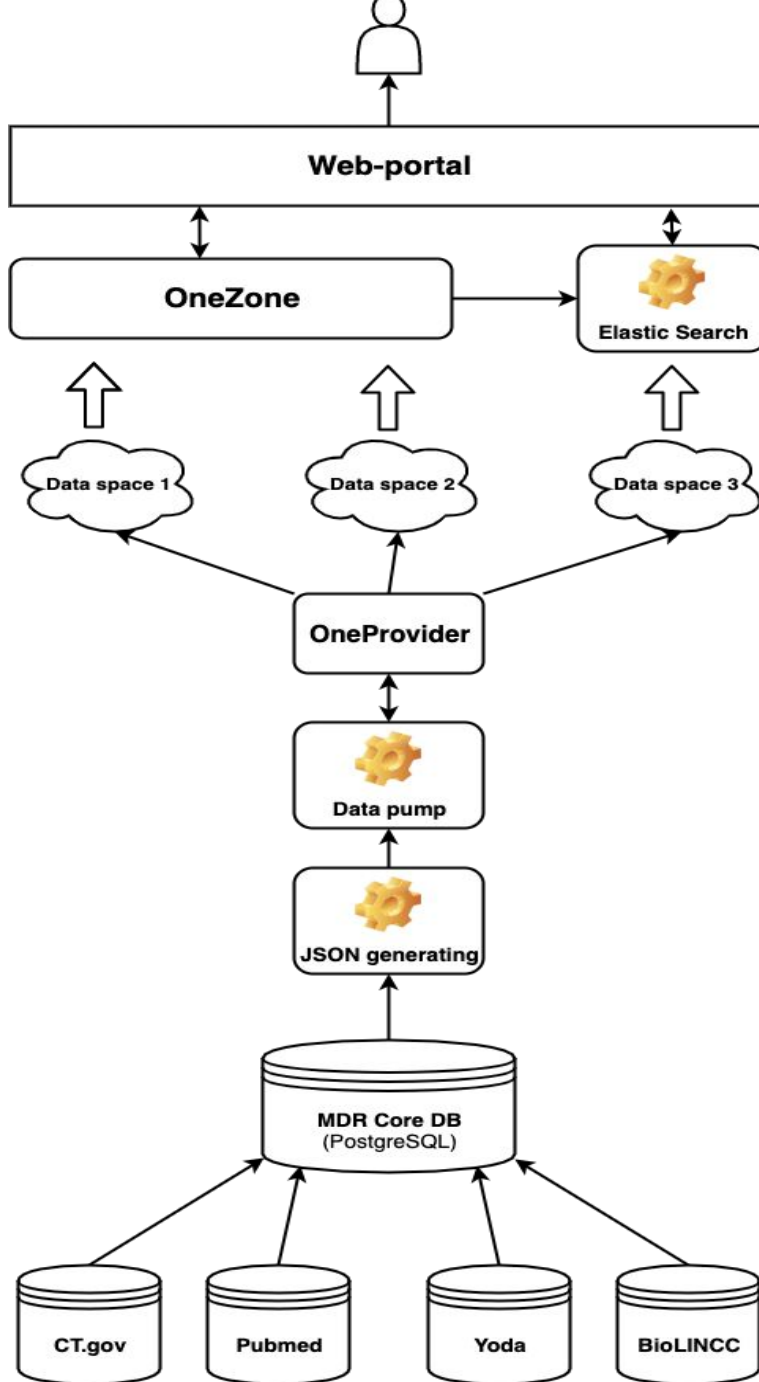 Web-portal
OneZone
Elastic Search
Data space 1
Data space 2
Data space 3
OneProvider
Data pump
JSON generating
MDR Core DB
(PostgreSQL)
CT.gov
Pubmed
Yoda
BioLINCC